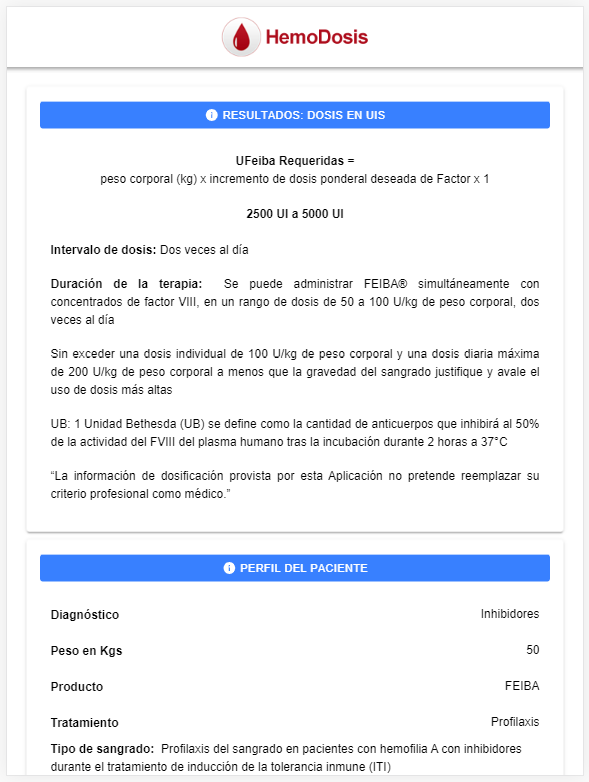 HemoDosis
RESULTADOS: DOSIS EN UIS
UFeiba Requeridas =
peso corporal (kg) x incremento de dosis ponderal deseada de Factor x 1
2500 UI a 5000 UI
Intervalo de dosis: Dos veces al día
Duración de la terapia: Se puede administrar FEIBA® simultáneamente con
concentrados de factor VIII, en un rango de dosis de 50 a 100 U/kg de peso corporal, dos
veces al día
Sin exceder una dosis individual de 100 U/kg de peso corporal y una dosis diaria máxima
de 200 U/kg de peso corporal a menos que la gravedad del sangrado justifique y avale el
uso de dosis más altas
UB: 1 Unidad Bethesda (UB) se define como la cantidad de anticuerpos que inhibirá al 50%
de la actividad del FVIII del plasma humano tras la incubación durante 2 horas a 37°C
“La información de dosificación provista por esta Aplicación no pretende reemplazar su
criterio profesional como médico.”
PERFIL DEL PACIENTE
Diagnóstico Inhibidores
Peso en Kgs 50
Producto FEIBA
Tratamiento Profilaxis
Tipo de sangrado: Profilaxis del sangrado en pacientes con hemofilia A con inhibidores
durante el tratamiento de inducción de la tolerancia inmune (ITI)